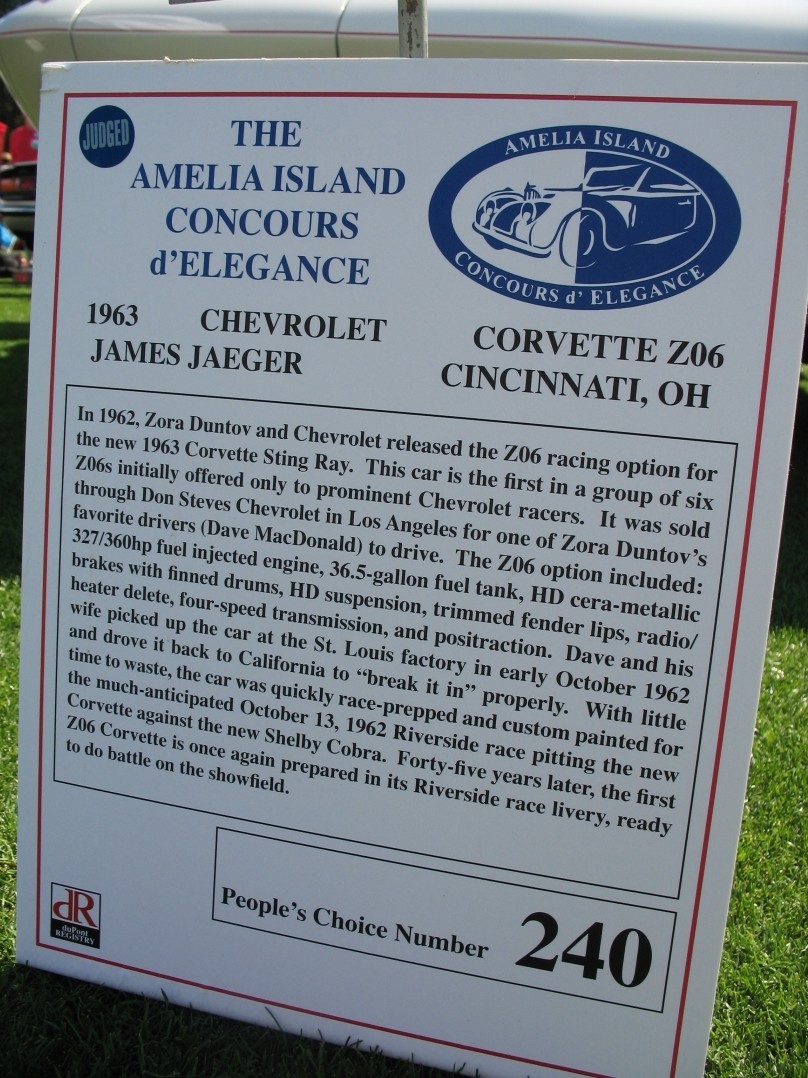 JUDGED
THE
AMELIA ISLAND
CONCOURS
d'ELEGANCE
AMELIA ISLAND
CONCOURS d' ELEGANCE
1963 CHEVROLET CORVETTE Z06
JAMES JAEGER CINCINNATI, OH
In 1962, Zora Duntov and Chevrolet released the Z06 racing option for
the new 1963 Corvette Sting Ray. This car is the first in a group of six
Z06s initially offered only to prominent Chevrolet racers. It was sold
through Don Steves Chevrolet in Los Angeles for one of Zora Duntov's
favorite drivers (Dave MacDonald) to drive. The Z06 option included:
327/360hp fuel injected engine, 36.5-gallon fuel tank, HD cera-metallic
brakes with finned drums, HD suspension, trimmed fender lips, radio/
heater delete, four-speed transmission, and positraction. Dave and his
wife picked up the car at the St. Louis factory in early October 1962
and drove it back to California to “break it in” properly. With little
time to waste, the car was quickly race-prepped and custom painted for
the much-anticipated October 13, 1962 Riverside race pitting the new
Corvette against the new Shelby Cobra. Forty-five years later, the first
Z06 Corvette is once again prepared in its Riverside race livery, ready
to do battle on the showfield.
dR
duPont
REGISTRY
People's Choice Number 240